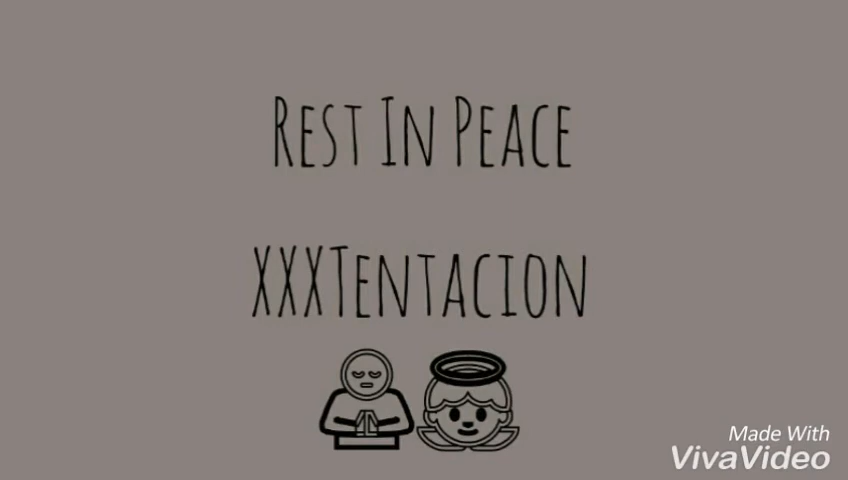 Rest In Peace
XXXTentacion
Made With
VivaVideo